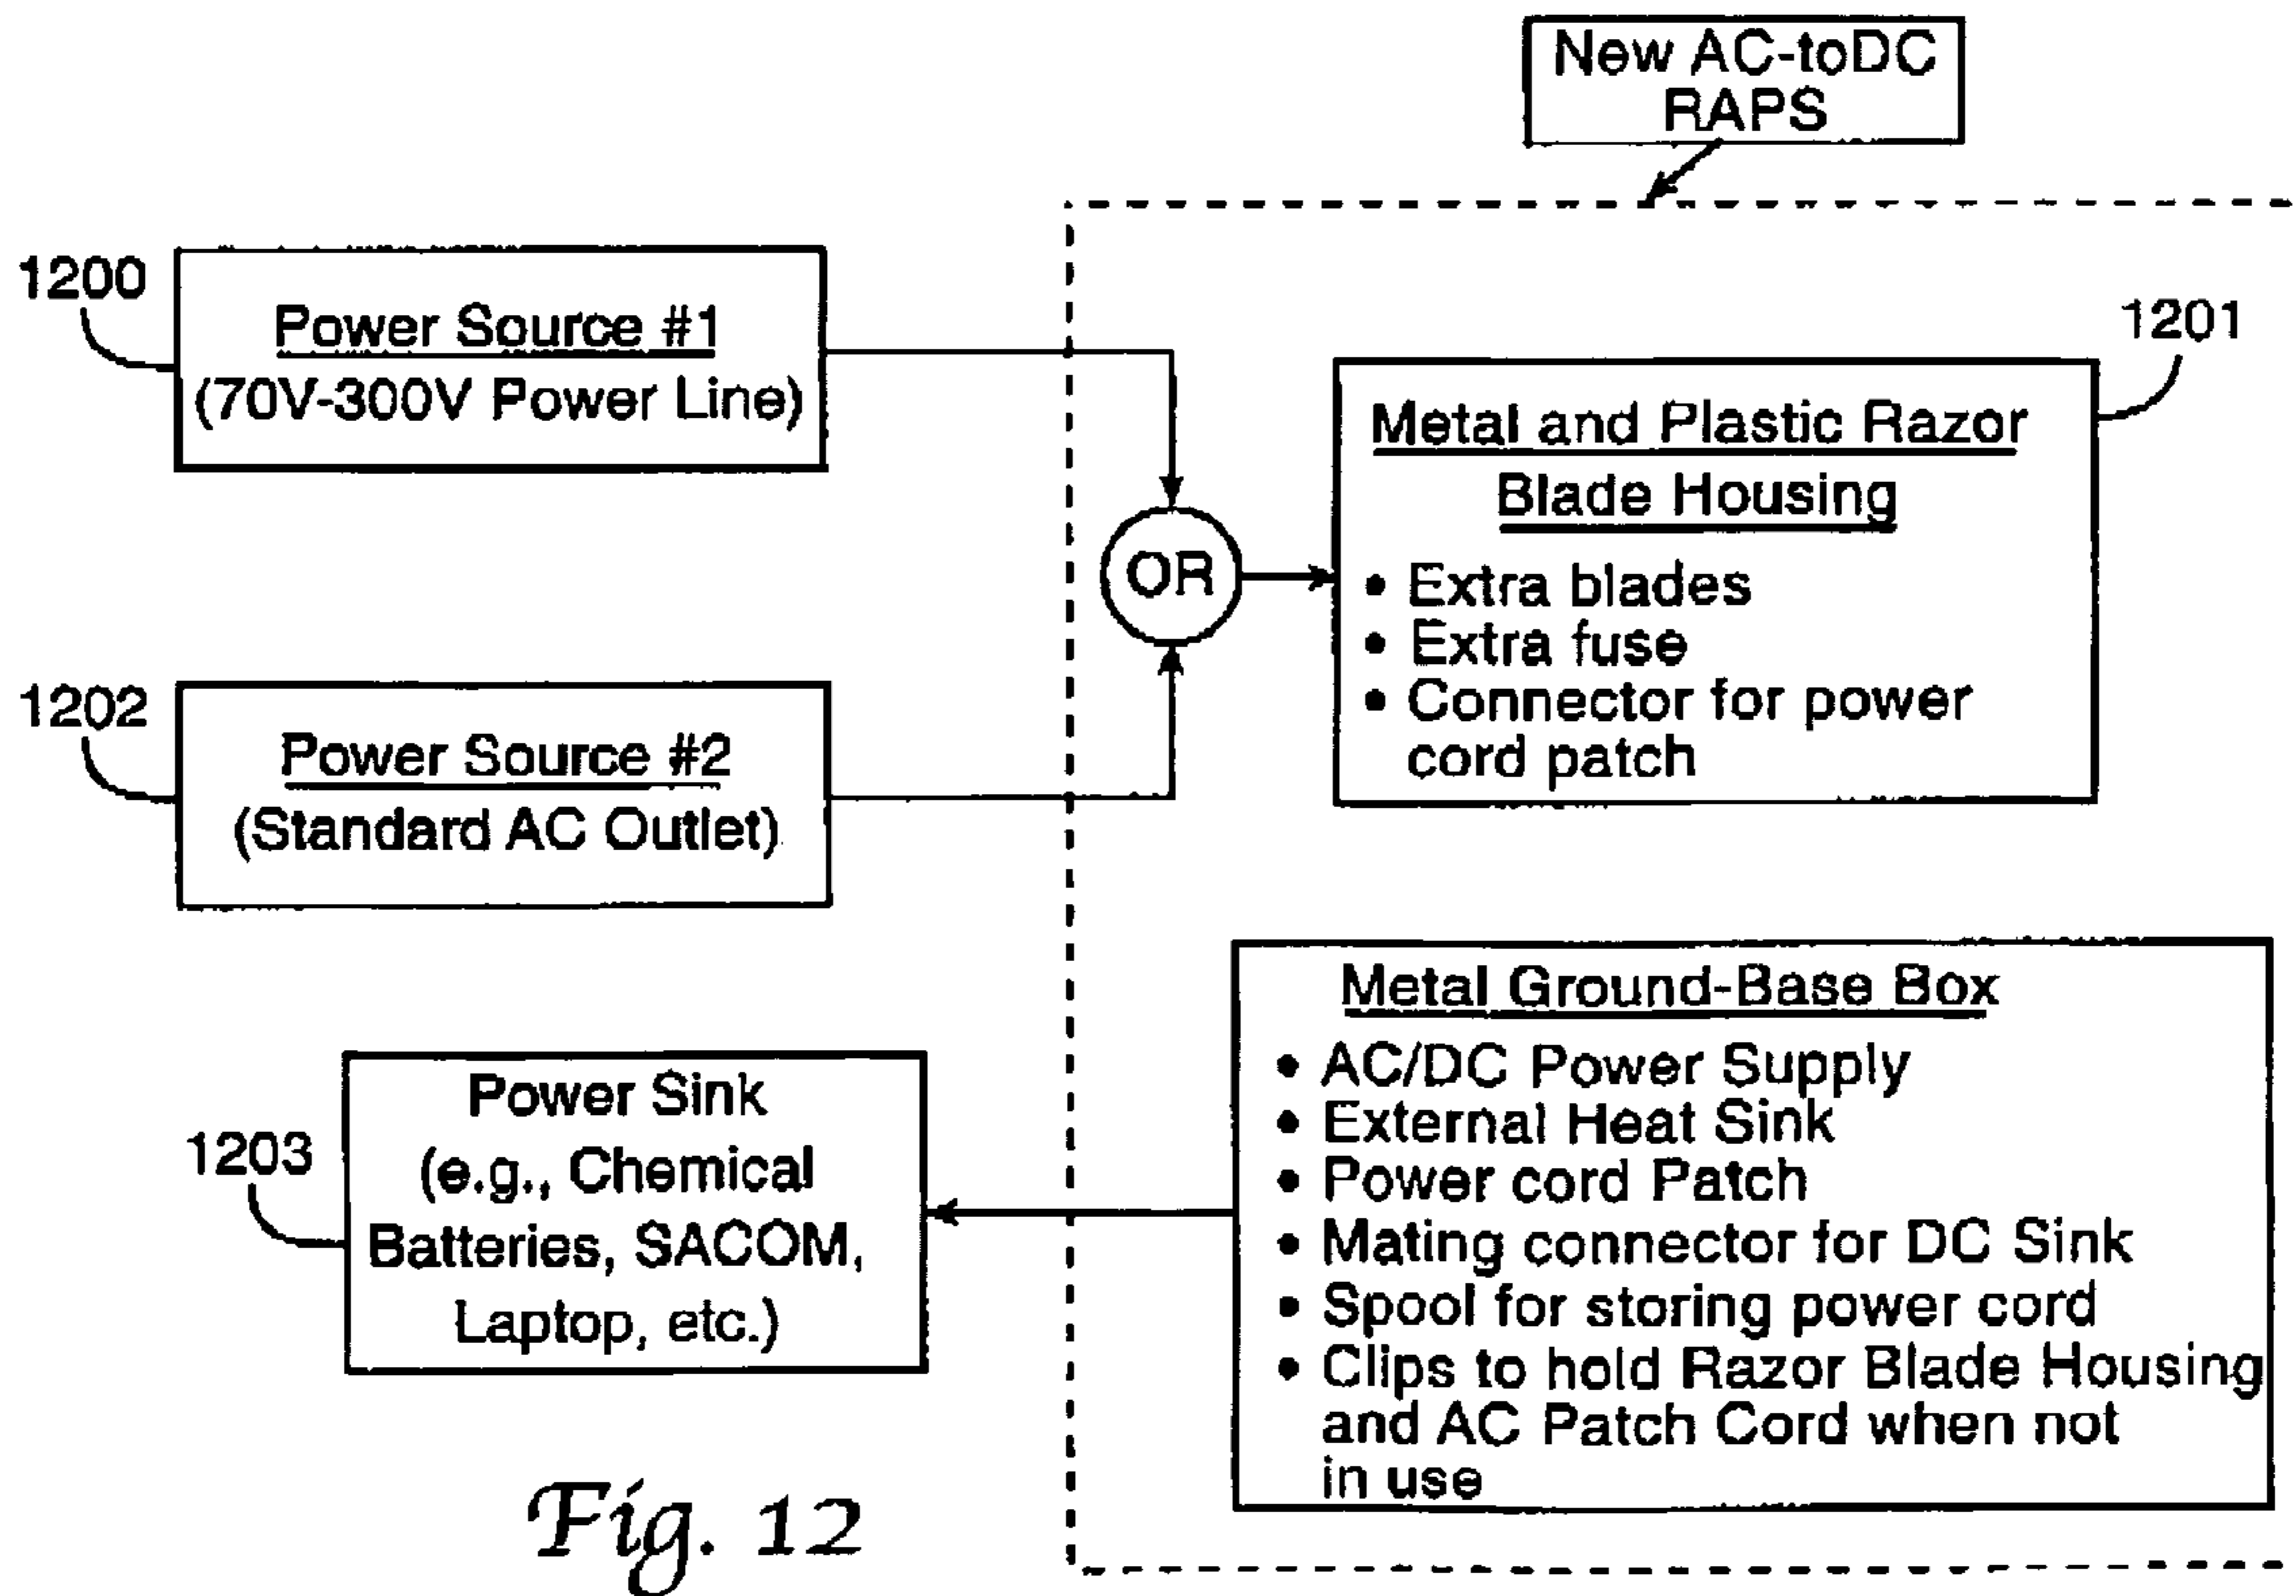 New AC-toDC
RAPS
1200
Power Source #1
(70V-300V Power Line)
1201
Metal and Plastic Razor
Blade Housing
• Extra blades
• Extra fuse
• Connector for power
cord patch
OR
1202
Power Source #2
(Standard AC Outlet)
Metal Ground-Base Box
• AC/DC Power Supply
• External Heat Sink
• Power cord Patch
• Mating connector for DC Sink
• Spool for storing power cord
• Clips to hold Razor Blade Housing
and AC Patch Cord when not
in use
1203
Power Sink
(e.g., Chemical
Batteries, SACOM,
Laptop, etc.)
Fig. 12